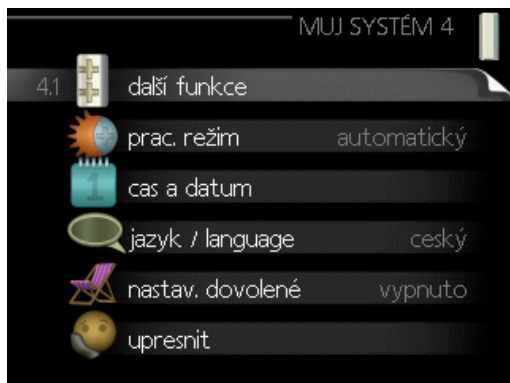 MUJ SYSTÉM 4
4.1 další funkce
prac. režim automatický
cas a datum
jazyk / language ceský
nastav. dovolené vypnuto
upresnit